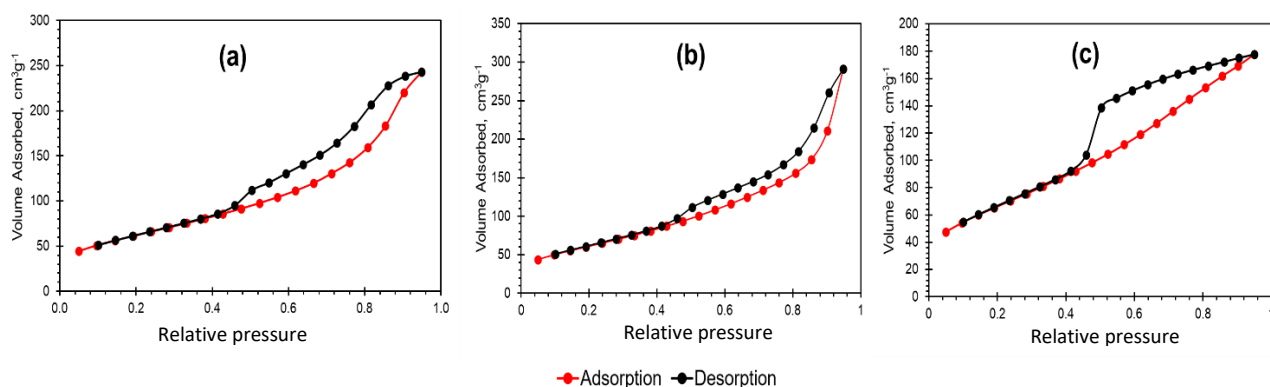 (a)
Volume Adsorbed, cm³g⁻¹
300
250
200
150
100
50
0
0.0 0.2 0.4 0.6 0.8 1.0
Relative pressure
(b)
Volume Adsorbed, cm³g⁻¹
350
300
250
200
150
100
50
0
0 0.2 0.4 0.6 0.8 1
Relative pressure
(c)
Volume Adsorbed, cm³g⁻¹
200
180
160
140
120
100
80
60
40
20
0
0 0.2 0.4 0.6 0.8 1
Relative pressure
Adsorption Desorption